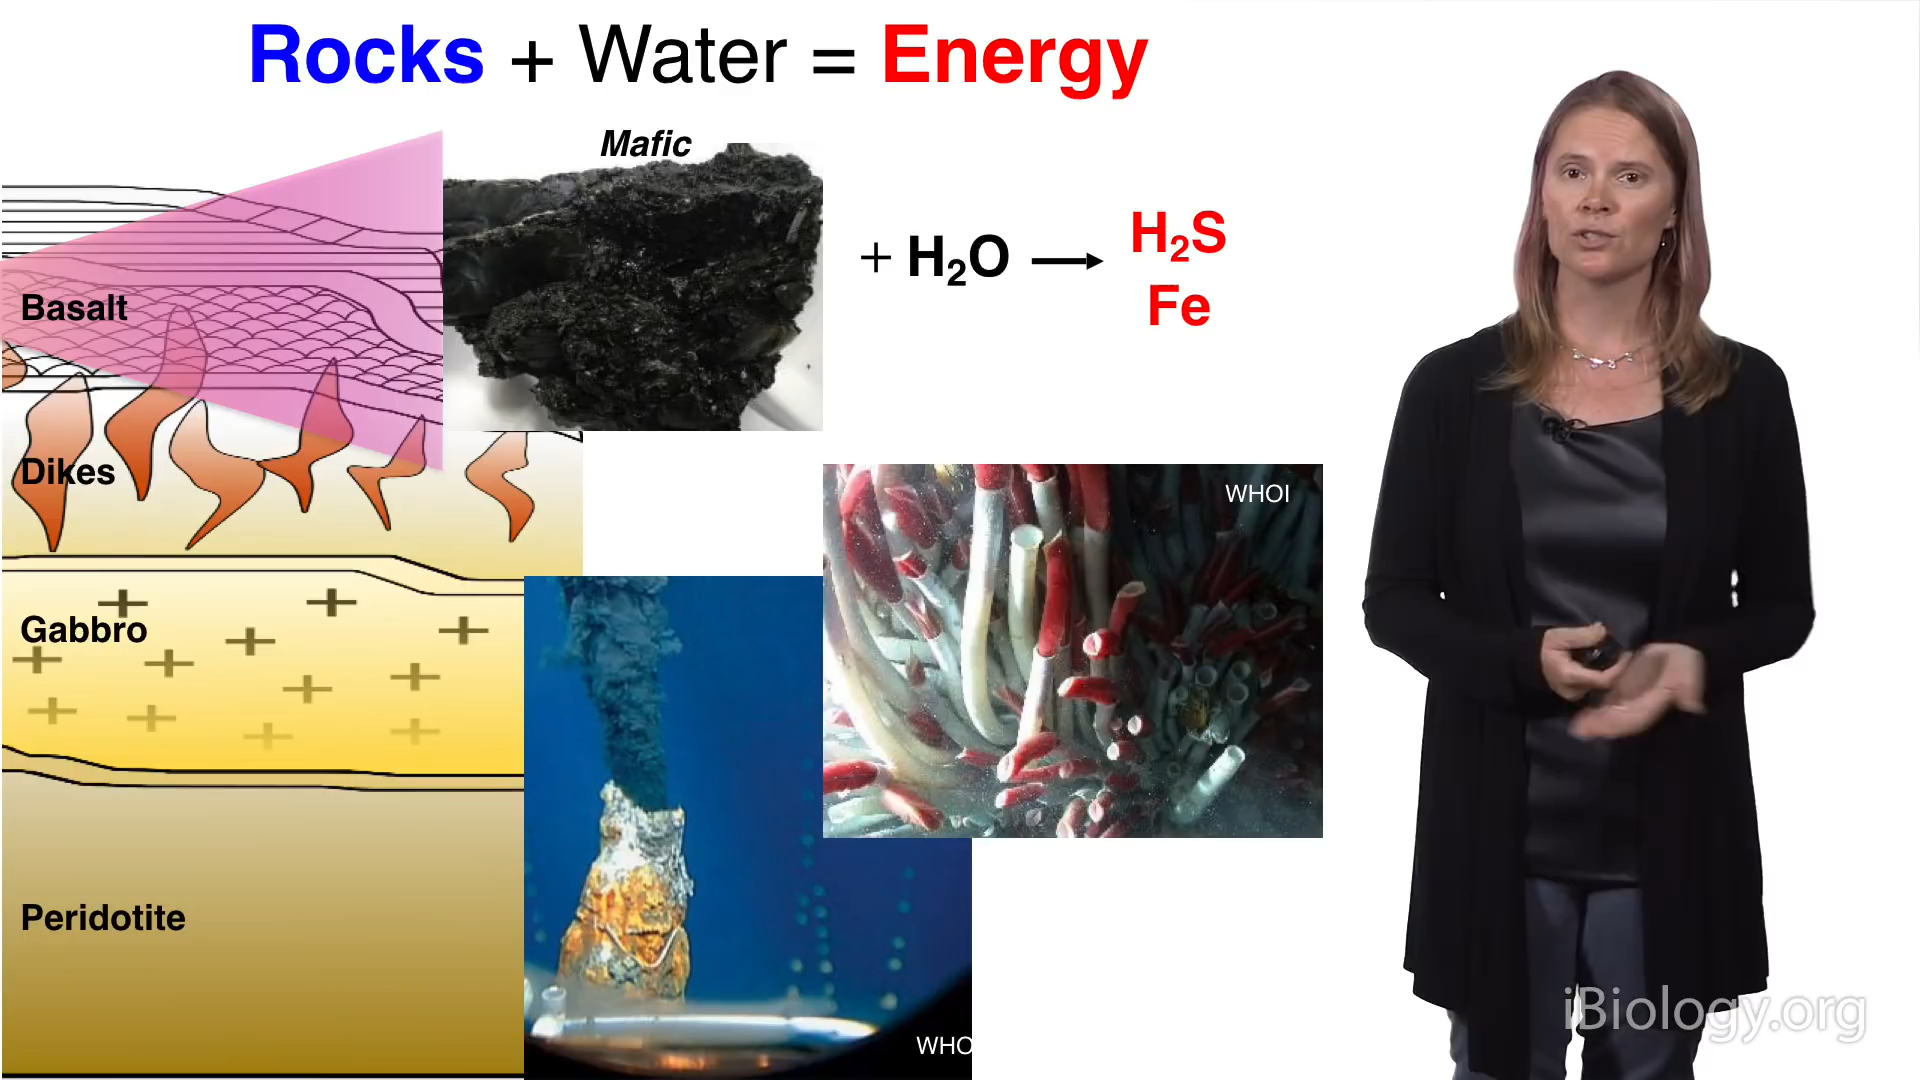 Rocks + Water = Energy
Mafic
+ H₂O → H₂S
Fe
Basalt
Dikes
Gabbro
Peridotite
WHOI
WHO
iBiology.org